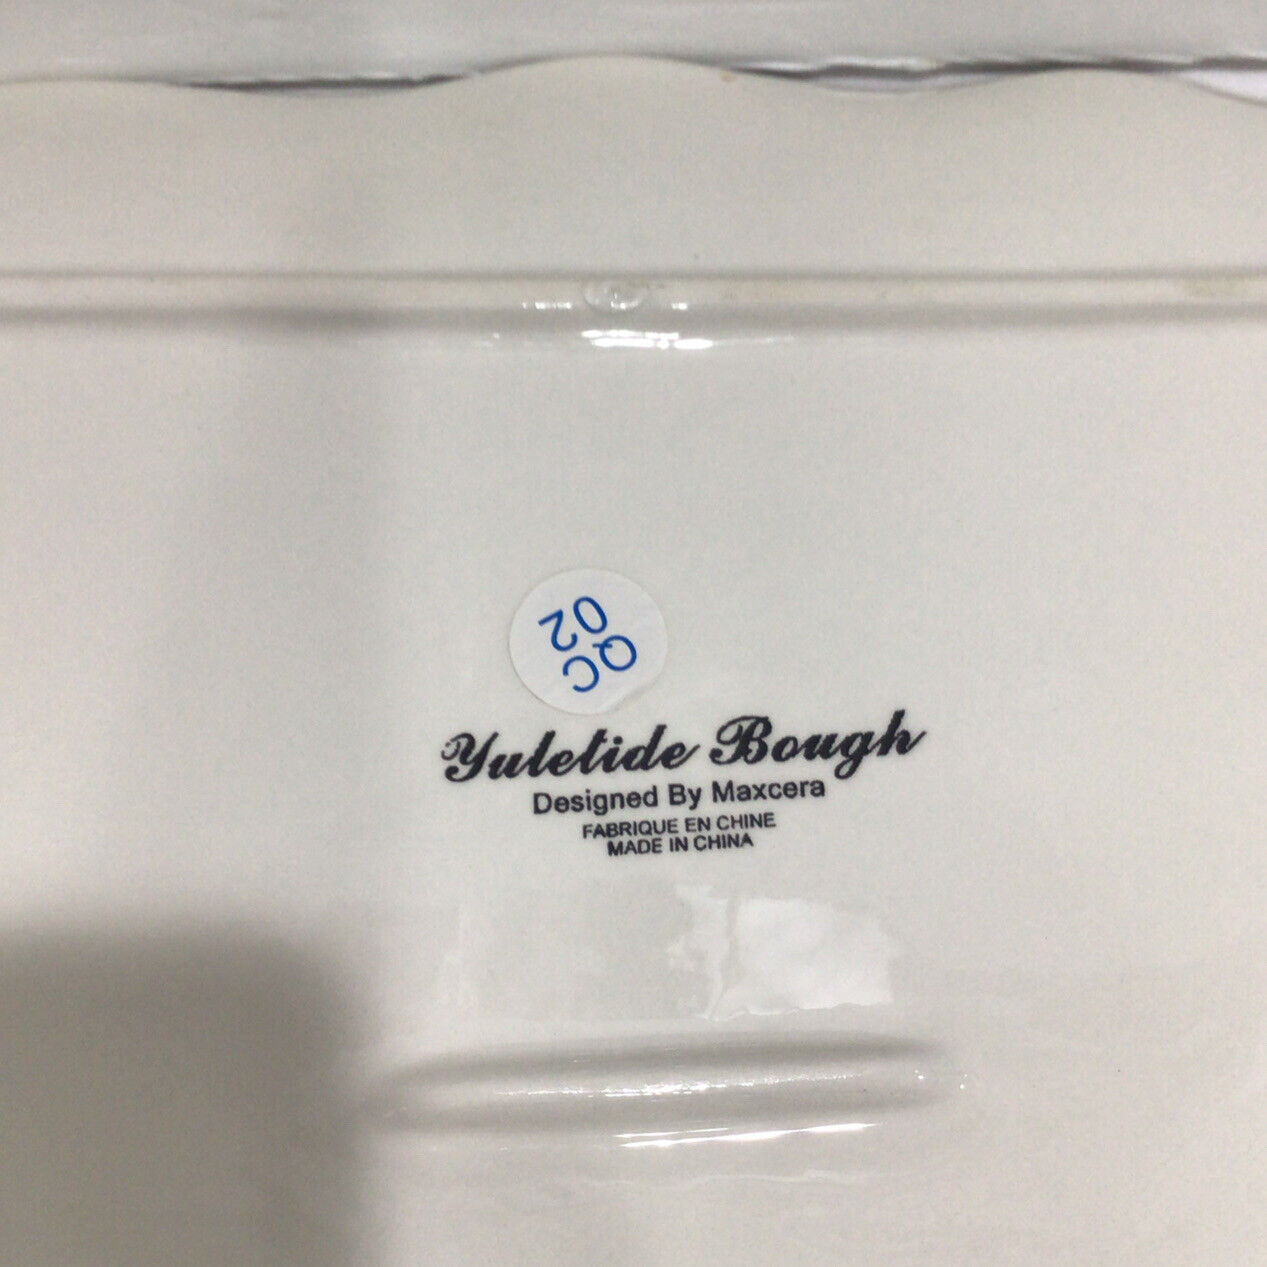 QC
02
Yuletide Bough
Designed By Maxcera
FABRIQUE EN CHINE
MADE IN CHINA